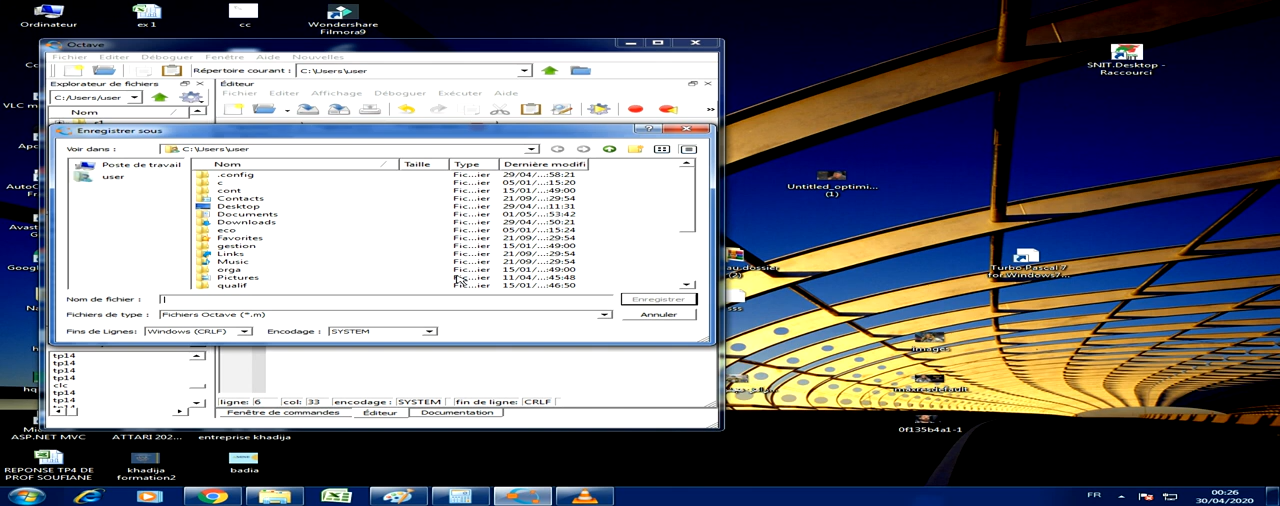 Ordinateur
ex 1
cc
Wondershare
Filmora9
SNIT.Desktop -
Raccourci
Untitled_optimi...
(1)
Turbo Pascal 7
for Windows7...
images
maxresdefault
0f135b4a1-1
Octave
Fichier Editer Déboguer Fenêtre Aide Nouvelles
Répertoire courant : C:\Users\user
Explorateur de fichiers
Éditeur
C:/Users/user
Fichier Editer Affichage Déboguer Exécuter Aide
Nom
Enregistrer sous
Voir dans : C:\Users\user
Poste de travail
user
Nom Taille Type Dernière modifi
.config Fic...ier 29/04/...:58:21
c Fic...ier 05/01/...:15:20
cont Fic...ier 15/01/...:49:00
Contacts Fic...ier 21/09/...:29:54
Desktop Fic...ier 29/04/...:11:31
Documents Fic...ier 01/05/...:53:42
Downloads Fic...ier 29/04/...:50:21
eco Fic...ier 05/01/...:15:24
Favorites Fic...ier 21/09/...:29:54
gestion Fic...ier 15/01/...:49:00
Links Fic...ier 21/09/...:29:54
Music Fic...ier 21/09/...:29:54
orga Fic...ier 15/01/...:49:00
Pictures 11/04/...:45:48
qualif Fic...ier 15/01/...:46:50
Nom de fichier :
Enregistrer
Fichiers de type : Fichiers Octave (*.m)
Annuler
Fins de Lignes: Windows (CRLF) Encodage : SYSTEM
tp14
tp14
tp14
tp14
clc
tp14
tp14
ligne: 6 col: 33 encodage : SYSTEM fin de ligne: CRLF
Fenêtre de commandes Éditeur Documentation
ASP.NET MVC
ATTARI 202...
entreprise khadija
REPONSE TP4 DE
PROF SOUFIANE
khadija
formation2
badia
FR
00:26
30/04/2020